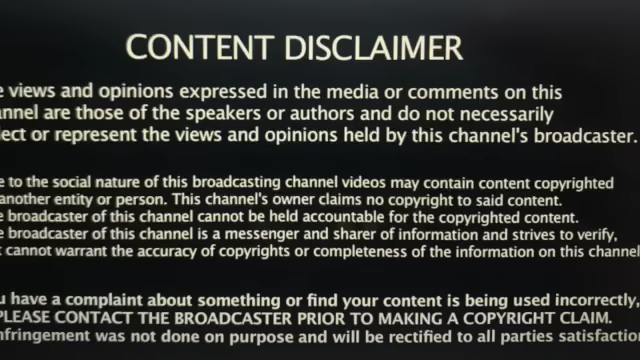 CONTENT DISCLAIMER
views and opinions expressed in the media or comments on this
are those of the speakers or authors and do not necessarily
or represent the views and opinions held by this channel's broadcaster.
to the social nature of this broadcasting channel videos may contain content copyrighted
another entity or person. This channel's owner claims no copyright to said content.
broadcaster of this channel cannot be held accountable for the copyrighted content.
broadcaster of this channel is a messenger and sharer of information and strives to verify,
cannot warrant the accuracy of copyrights or completeness of the information on this channel
have a complaint about something or find your content is being used incorrectly,
PLEASE CONTACT THE BROADCASTER PRIOR TO MAKING A COPYRIGHT CLAIM.
nfringement was not done on purpose and will be rectified to all parties satisfactio